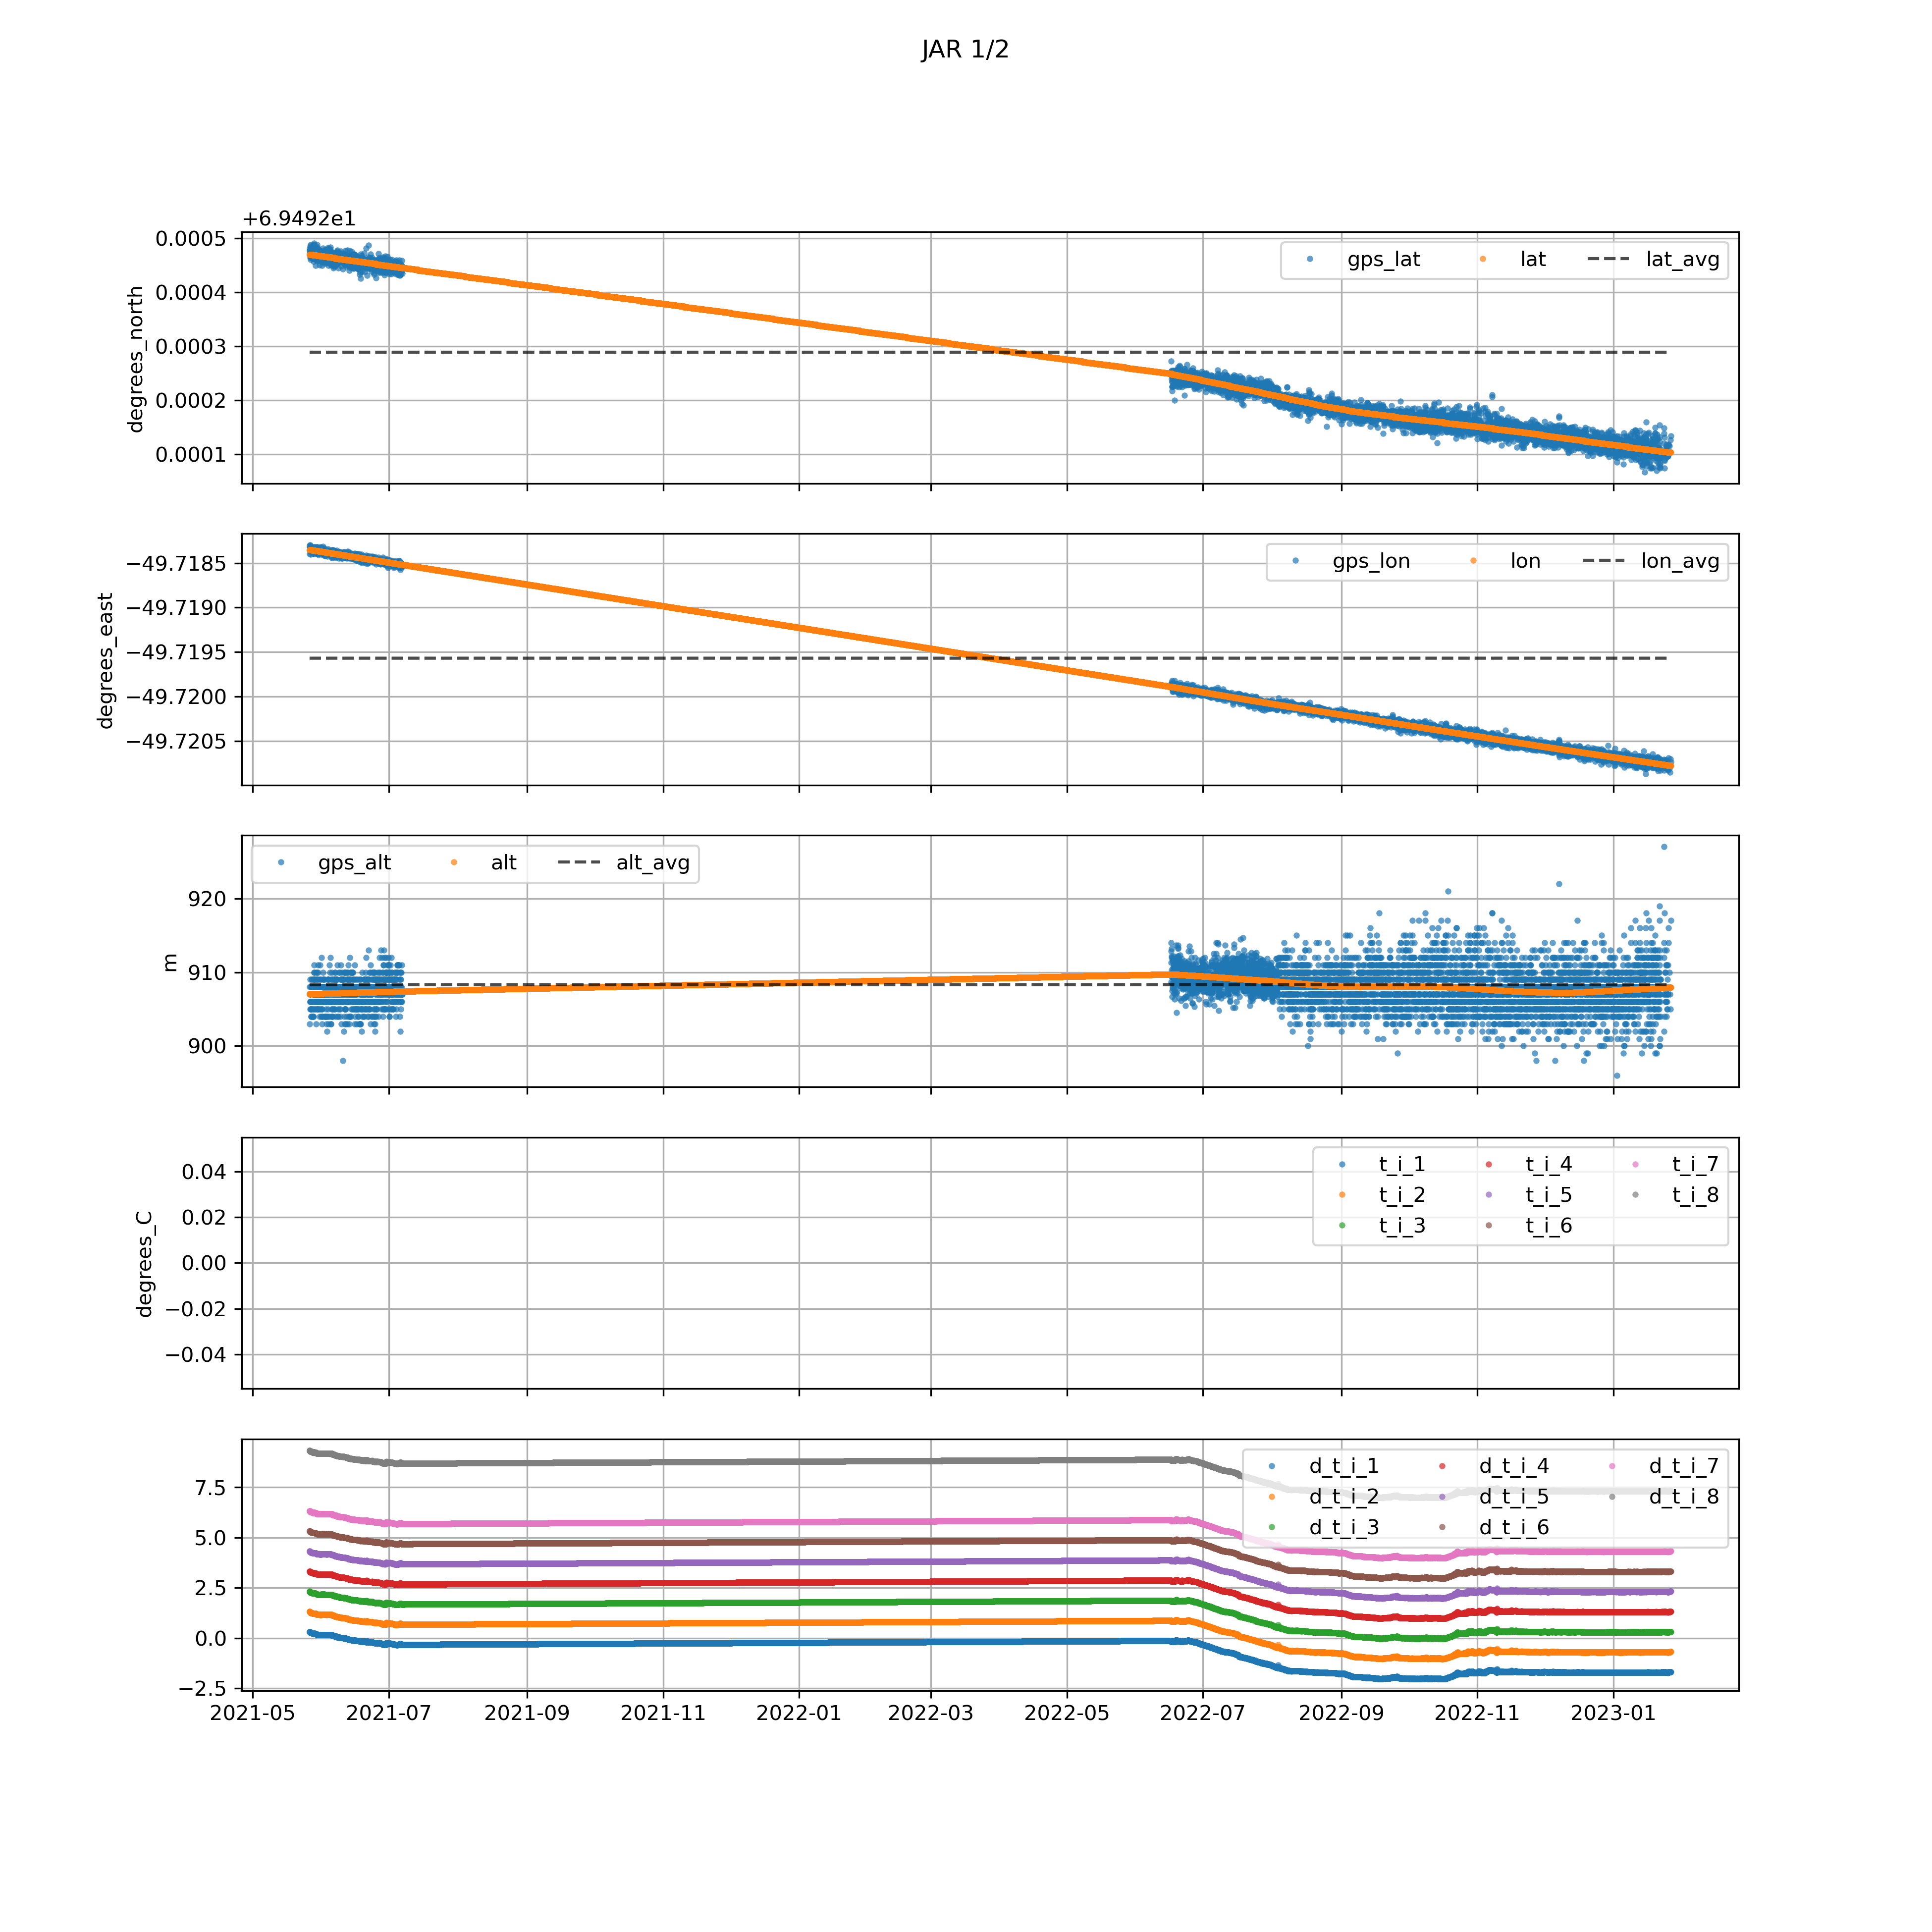 JAR 1/2
+6.9492e1
0.0005
0.0004
0.0003
0.0002
0.0001
degrees_north
gps_lat lat lat_avg
−49.7185
−49.7190
−49.7195
−49.7200
−49.7205
degrees_east
gps_lon lon lon_avg
920
910
900
m
gps_alt alt alt_avg
0.04
0.02
0.00
−0.02
−0.04
degrees_C
t_i_1 t_i_4 t_i_7
t_i_2 t_i_5 t_i_8
t_i_3 t_i_6
7.5
5.0
2.5
0.0
−2.5
d_t_i_1 d_t_i_4 d_t_i_7
d_t_i_2 d_t_i_5 d_t_i_8
d_t_i_3 d_t_i_6
2021-05 2021-07 2021-09 2021-11 2022-01 2022-03 2022-05 2022-07 2022-09 2022-11 2023-01